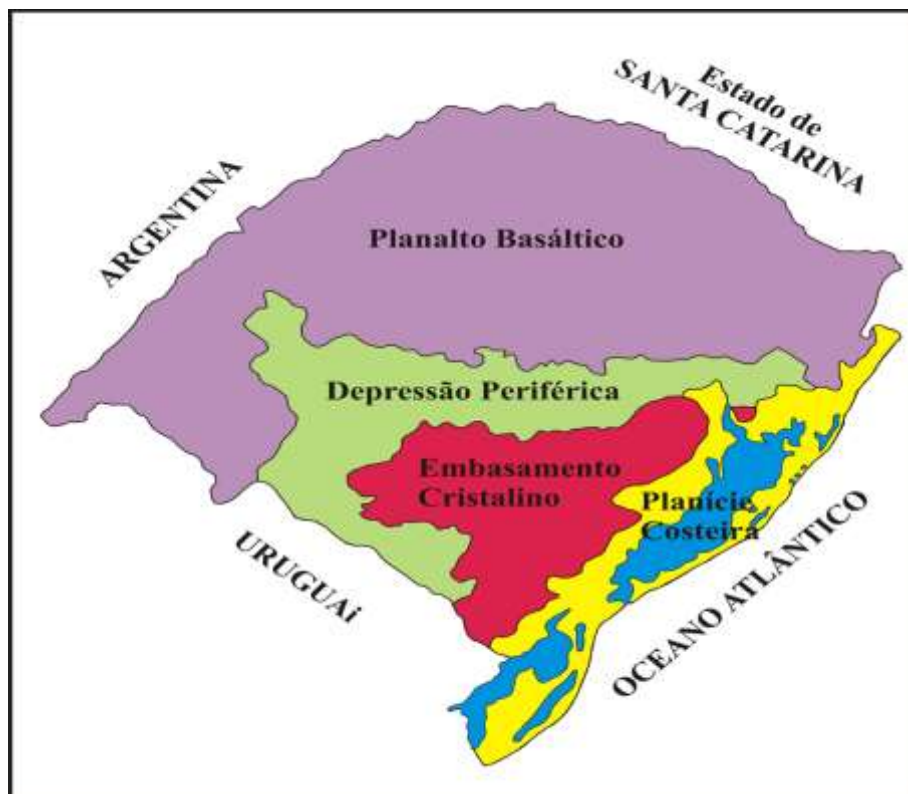 Estado de
SANTA CATARINA
ARGENTINA
Planalto Basáltico
Depressão Periférica
Embasamento
Cristalino
Planície
Costeira
URUGUAi
OCEANO ATLÂNTICO